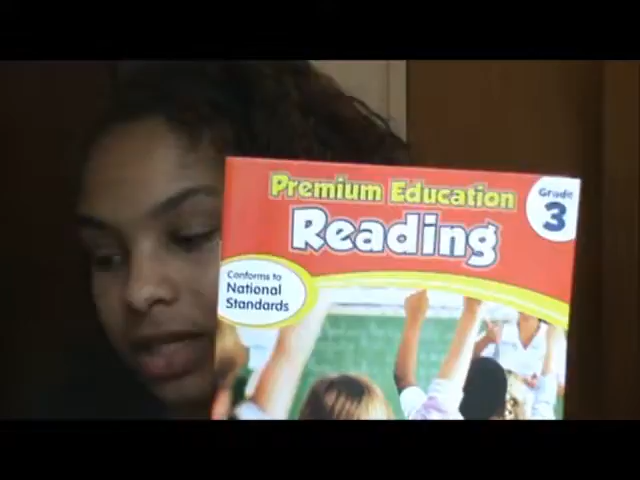 Premium Education
Reading
Grade
3
Conforms to
National
Standards